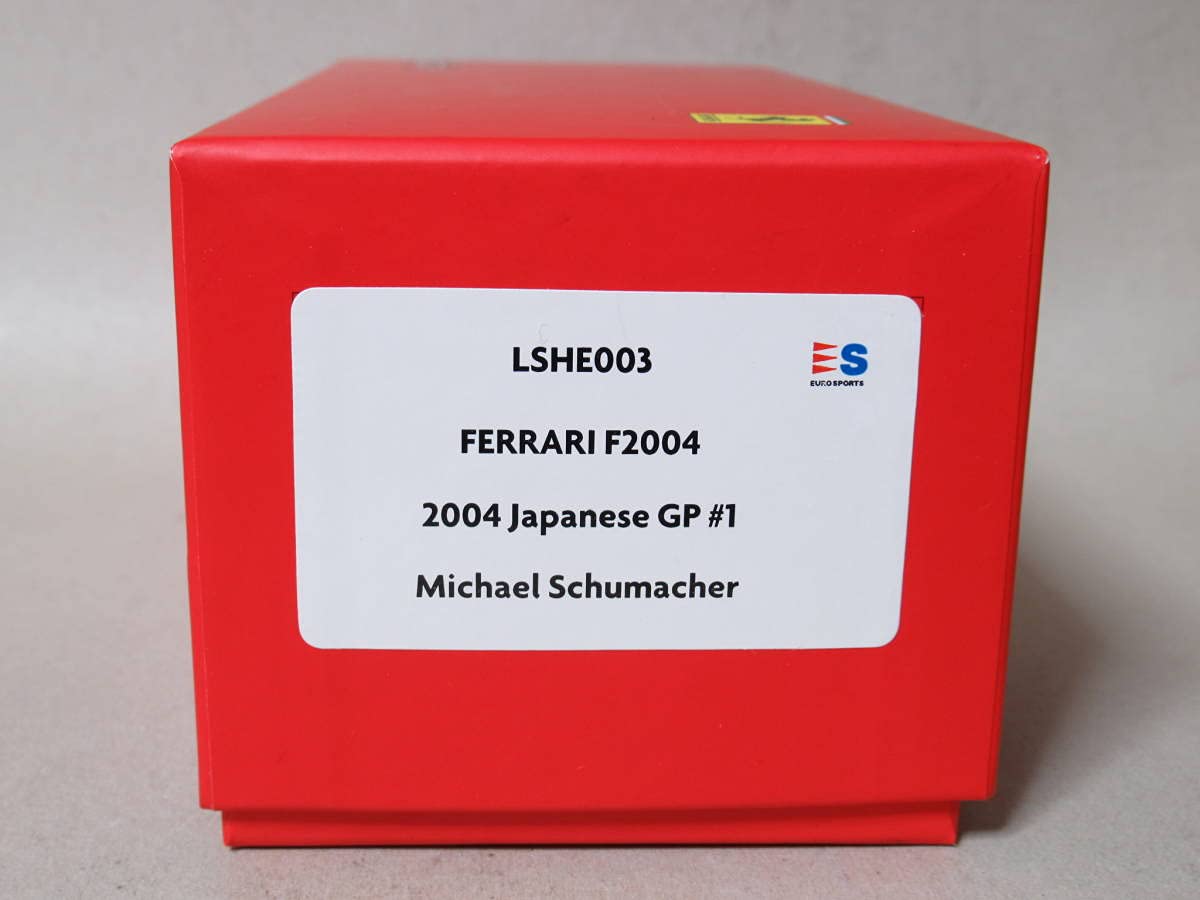 LSHE003
ES
EURO SPORTS
FERRARI F2004
2004 Japanese GP #1
Michael Schumacher